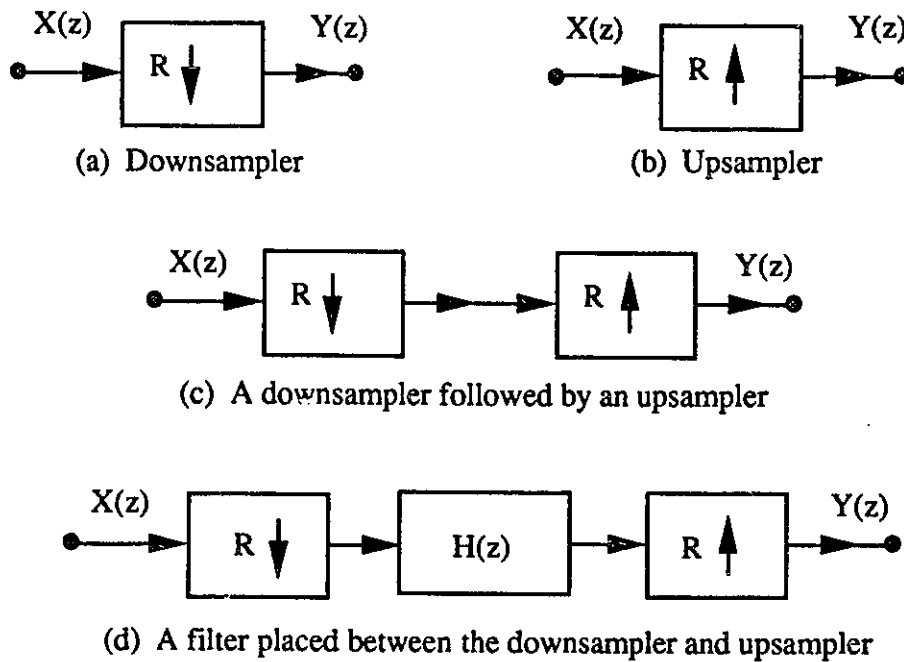 X(z) Y(z) X(z) Y(z)
R R
(a) Downsampler (b) Upsampler
X(z) Y(z)
R R
(c) A downsampler followed by an upsampler
X(z) Y(z)
R H(z) R
(d) A filter placed between the downsampler and upsampler